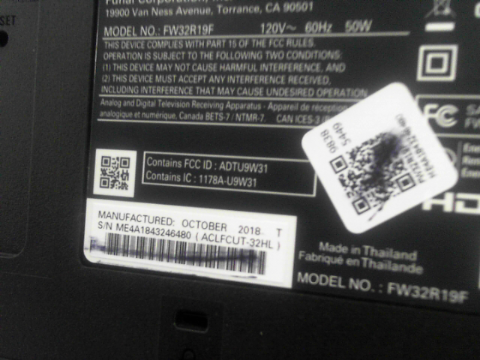 19900 Van Ness Avenue, Torrance, CA 90501
MODEL NO.: FW32R19F 120V~ 60Hz 50W
THIS DEVICE COMPLIES WITH PART 15 OF THE FCC RULES.
OPERATION IS SUBJECT TO THE FOLLOWING TWO CONDITIONS:
(1) THIS DEVICE MAY NOT CAUSE HARMFUL INTERFERENCE, AND
(2) THIS DEVICE MUST ACCEPT ANY INTERFERENCE RECEIVED,
INCLUDING INTERFERENCE THAT MAY CAUSE UNDESIRED OPERATION.
Analog and Digital Television Receiving Apparatus - Appareil de réception
analogique et numérique, Canada BETS-7 / NTMR-7. CAN ICES-3
FC
Contains FCC ID : ADTU9W31
Contains IC : 1178A-U9W31
9838
5449
MANUFACTURED: OCTOBER 2018- T
S/N ME4A1843246480 ( ACLFCUT-32HL )
Made in Thailand
Fabriqué en Thaïlande
MODEL NO. : FW32R19F